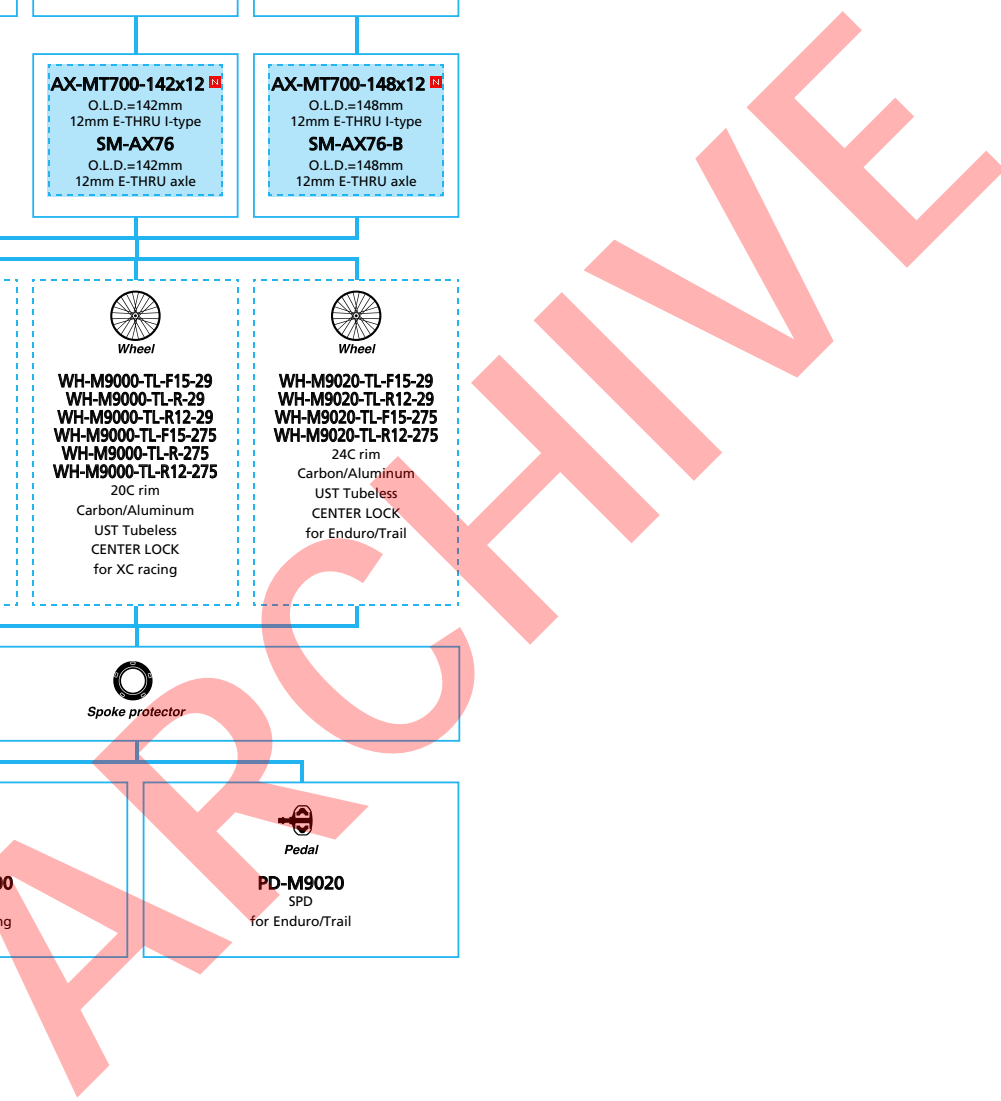 AX-MT700-142x12 N
O.L.D.=142mm
12mm E-THRU I-type
SM-AX76
O.L.D.=142mm
12mm E-THRU axle
AX-MT700-148x12 N
O.L.D.=148mm
12mm E-THRU I-type
SM-AX76-B
O.L.D.=148mm
12mm E-THRU axle
Wheel
WH-M9000-TL-F15-29
WH-M9000-TL-R-29
WH-M9000-TL-R12-29
WH-M9000-TL-F15-275
WH-M9000-TL-R-275
WH-M9000-TL-R12-275
20C rim
Carbon/Aluminum
UST Tubeless
CENTER LOCK
for XC racing
Wheel
WH-M9020-TL-F15-29
WH-M9020-TL-R12-29
WH-M9020-TL-F15-275
WH-M9020-TL-R12-275
24C rim
Carbon/Aluminum
UST Tubeless
CENTER LOCK
for Enduro/Trail
Spoke protector
Pedal
PD-M9020
SPD
for Enduro/Trail
ARCHIVE